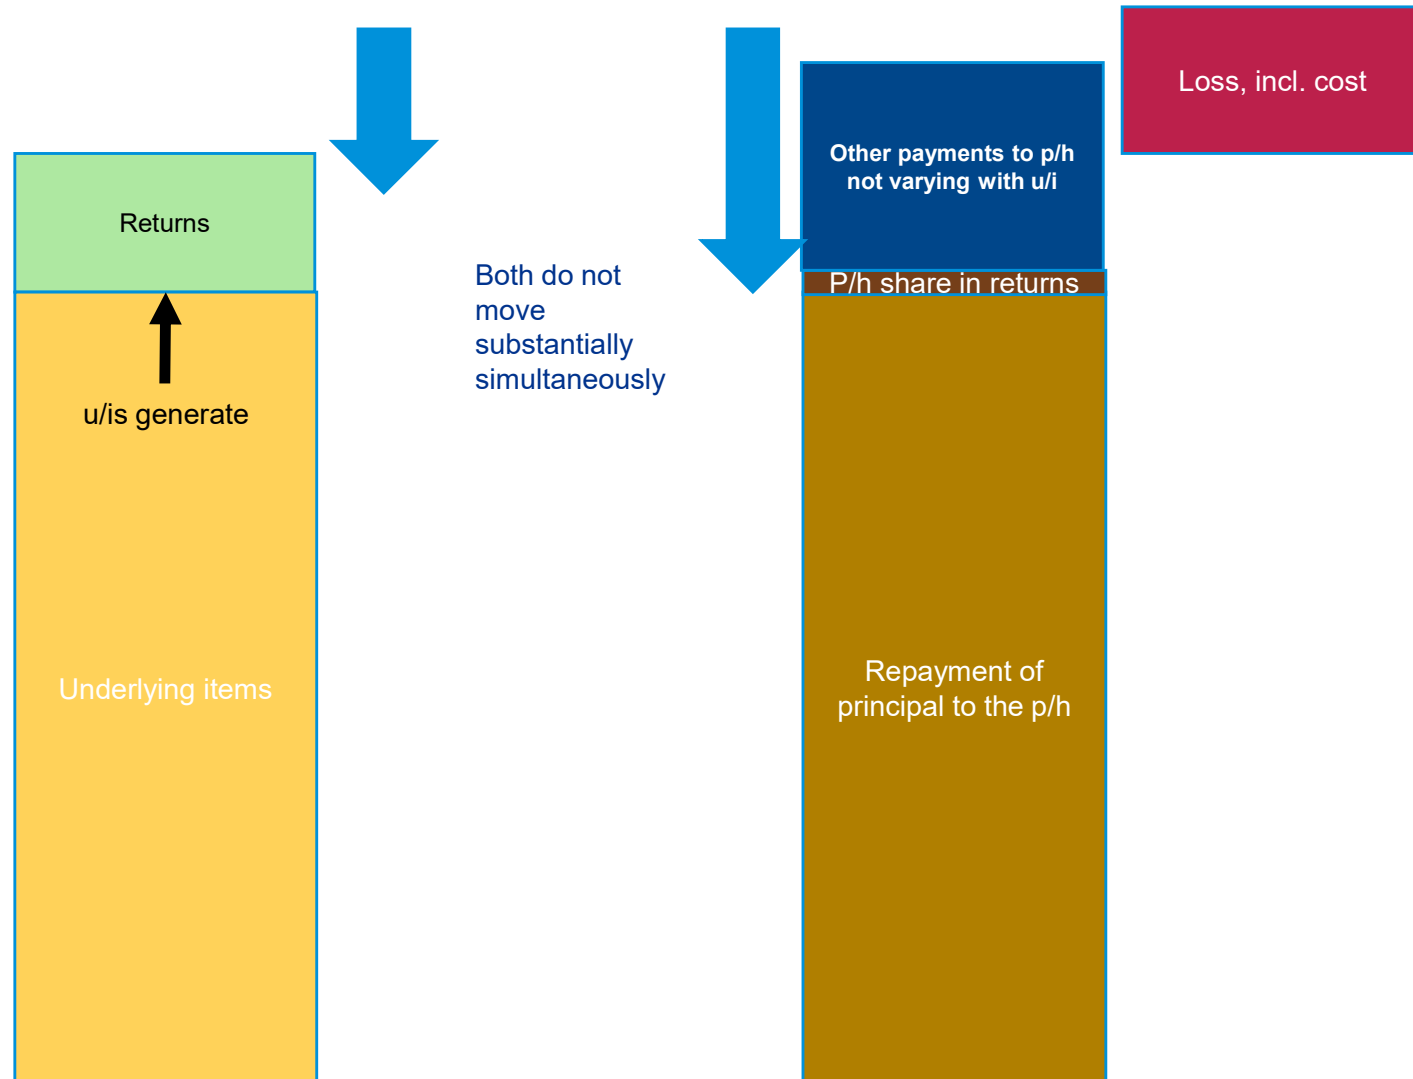 Loss, incl. cost
Other payments to p/h
not varying with u/i
Returns
Both do not
move
substantially
simultaneously
P/h share in returns
u/is generate
Underlying items
Repayment of
principal to the p/h